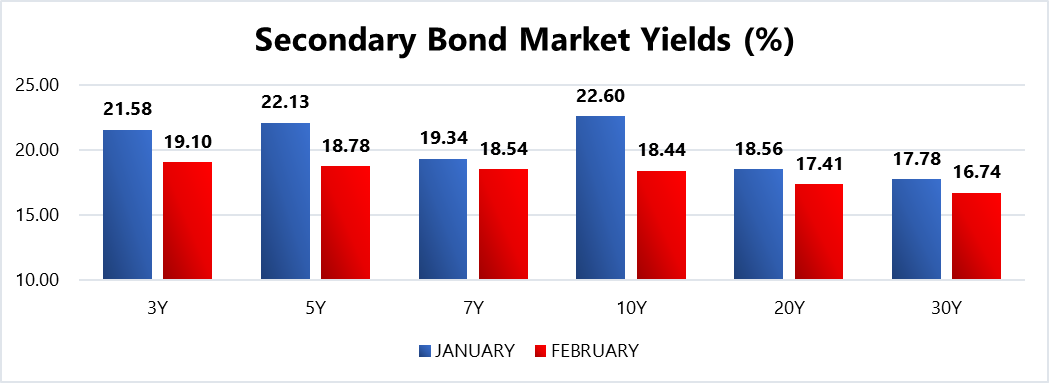 Secondary Bond Market Yields (%)
25.00
20.00
15.00
10.00
21.58
19.10
22.13
18.78
19.34
18.54
22.60
18.44
18.56
17.41
17.78
16.74
3Y
5Y
7Y
10Y
20Y
30Y
JANUARY
FEBRUARY